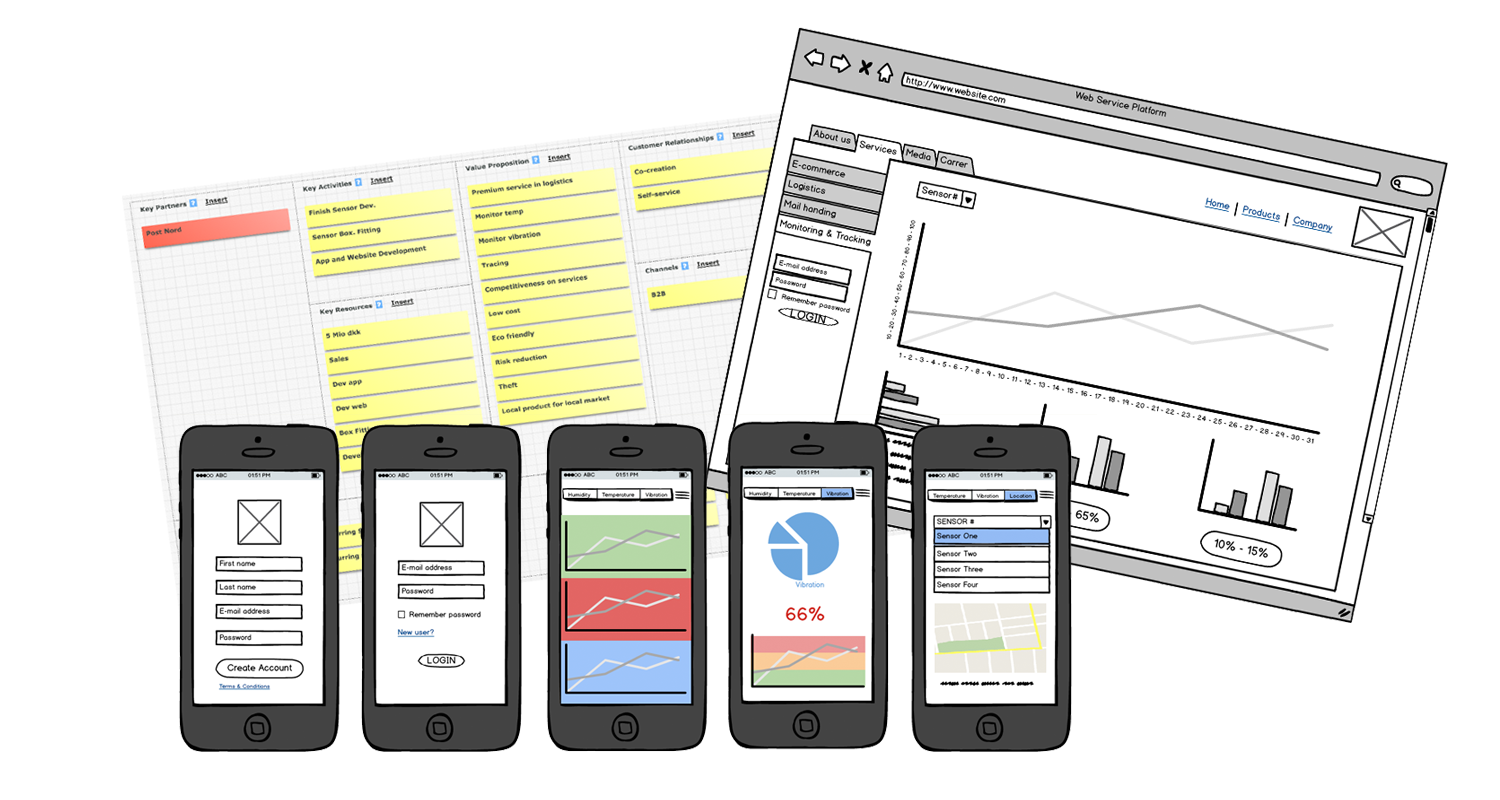 Key Partners ? Insert
Post Nord
Key Activities ? Insert
Finish Sensor Dev.
Sensor Box. Fitting
App and Website Development
Key Resources ? Insert
5 Mio dkk
Sales
Dev app
Dev web
Box Fitti
Deve
Value Proposition ? Insert
Premium service in logistics
Monitor temp
Monitor vibration
Tracing
Competitiveness on services
Low cost
Eco friendly
Risk reduction
Theft
Local product for local market
Customer Relationships ? Insert
Co-creation
Self-service
Channels ? Insert
B2B
Web Service Platform
http://www.website.com
About us
Services
Media
Carrer
E-commerce
Logistics
Mail handing
Monitoring & Tracking
E-mail address
Password
Remember password
LOGIN
Sensor#
Home | Products | Company
10 - 20 - 30 - 40 - 50 - 60 - 70 - 80 - 90 - 100
1 - 2 - 3 - 4 - 5 - 6 - 7 - 8 - 9 - 10 - 11 - 12 - 13 - 14 - 15 - 16 - 17 - 18 - 19 - 20 - 21 - 22 - 23 - 24 - 25 - 26 - 27 - 28 - 29 - 30 - 31
65%
10% - 15%
ABC 01:51 PM
First name
Last name
E-mail address
Password
Create Account
Terms & Conditions
ABC 01:51 PM
E-mail address
Password
Remember password
New user?
LOGIN
ABC 01:51 PM
Humidity Temperature Vibration
ABC 01:51 PM
Humidity Temperature Vibration
Vibration
66%
ABC 01:51 PM
Temperature Vibration Location
SENSOR #
Sensor One
Sensor Two
Sensor Three
Sensor Four